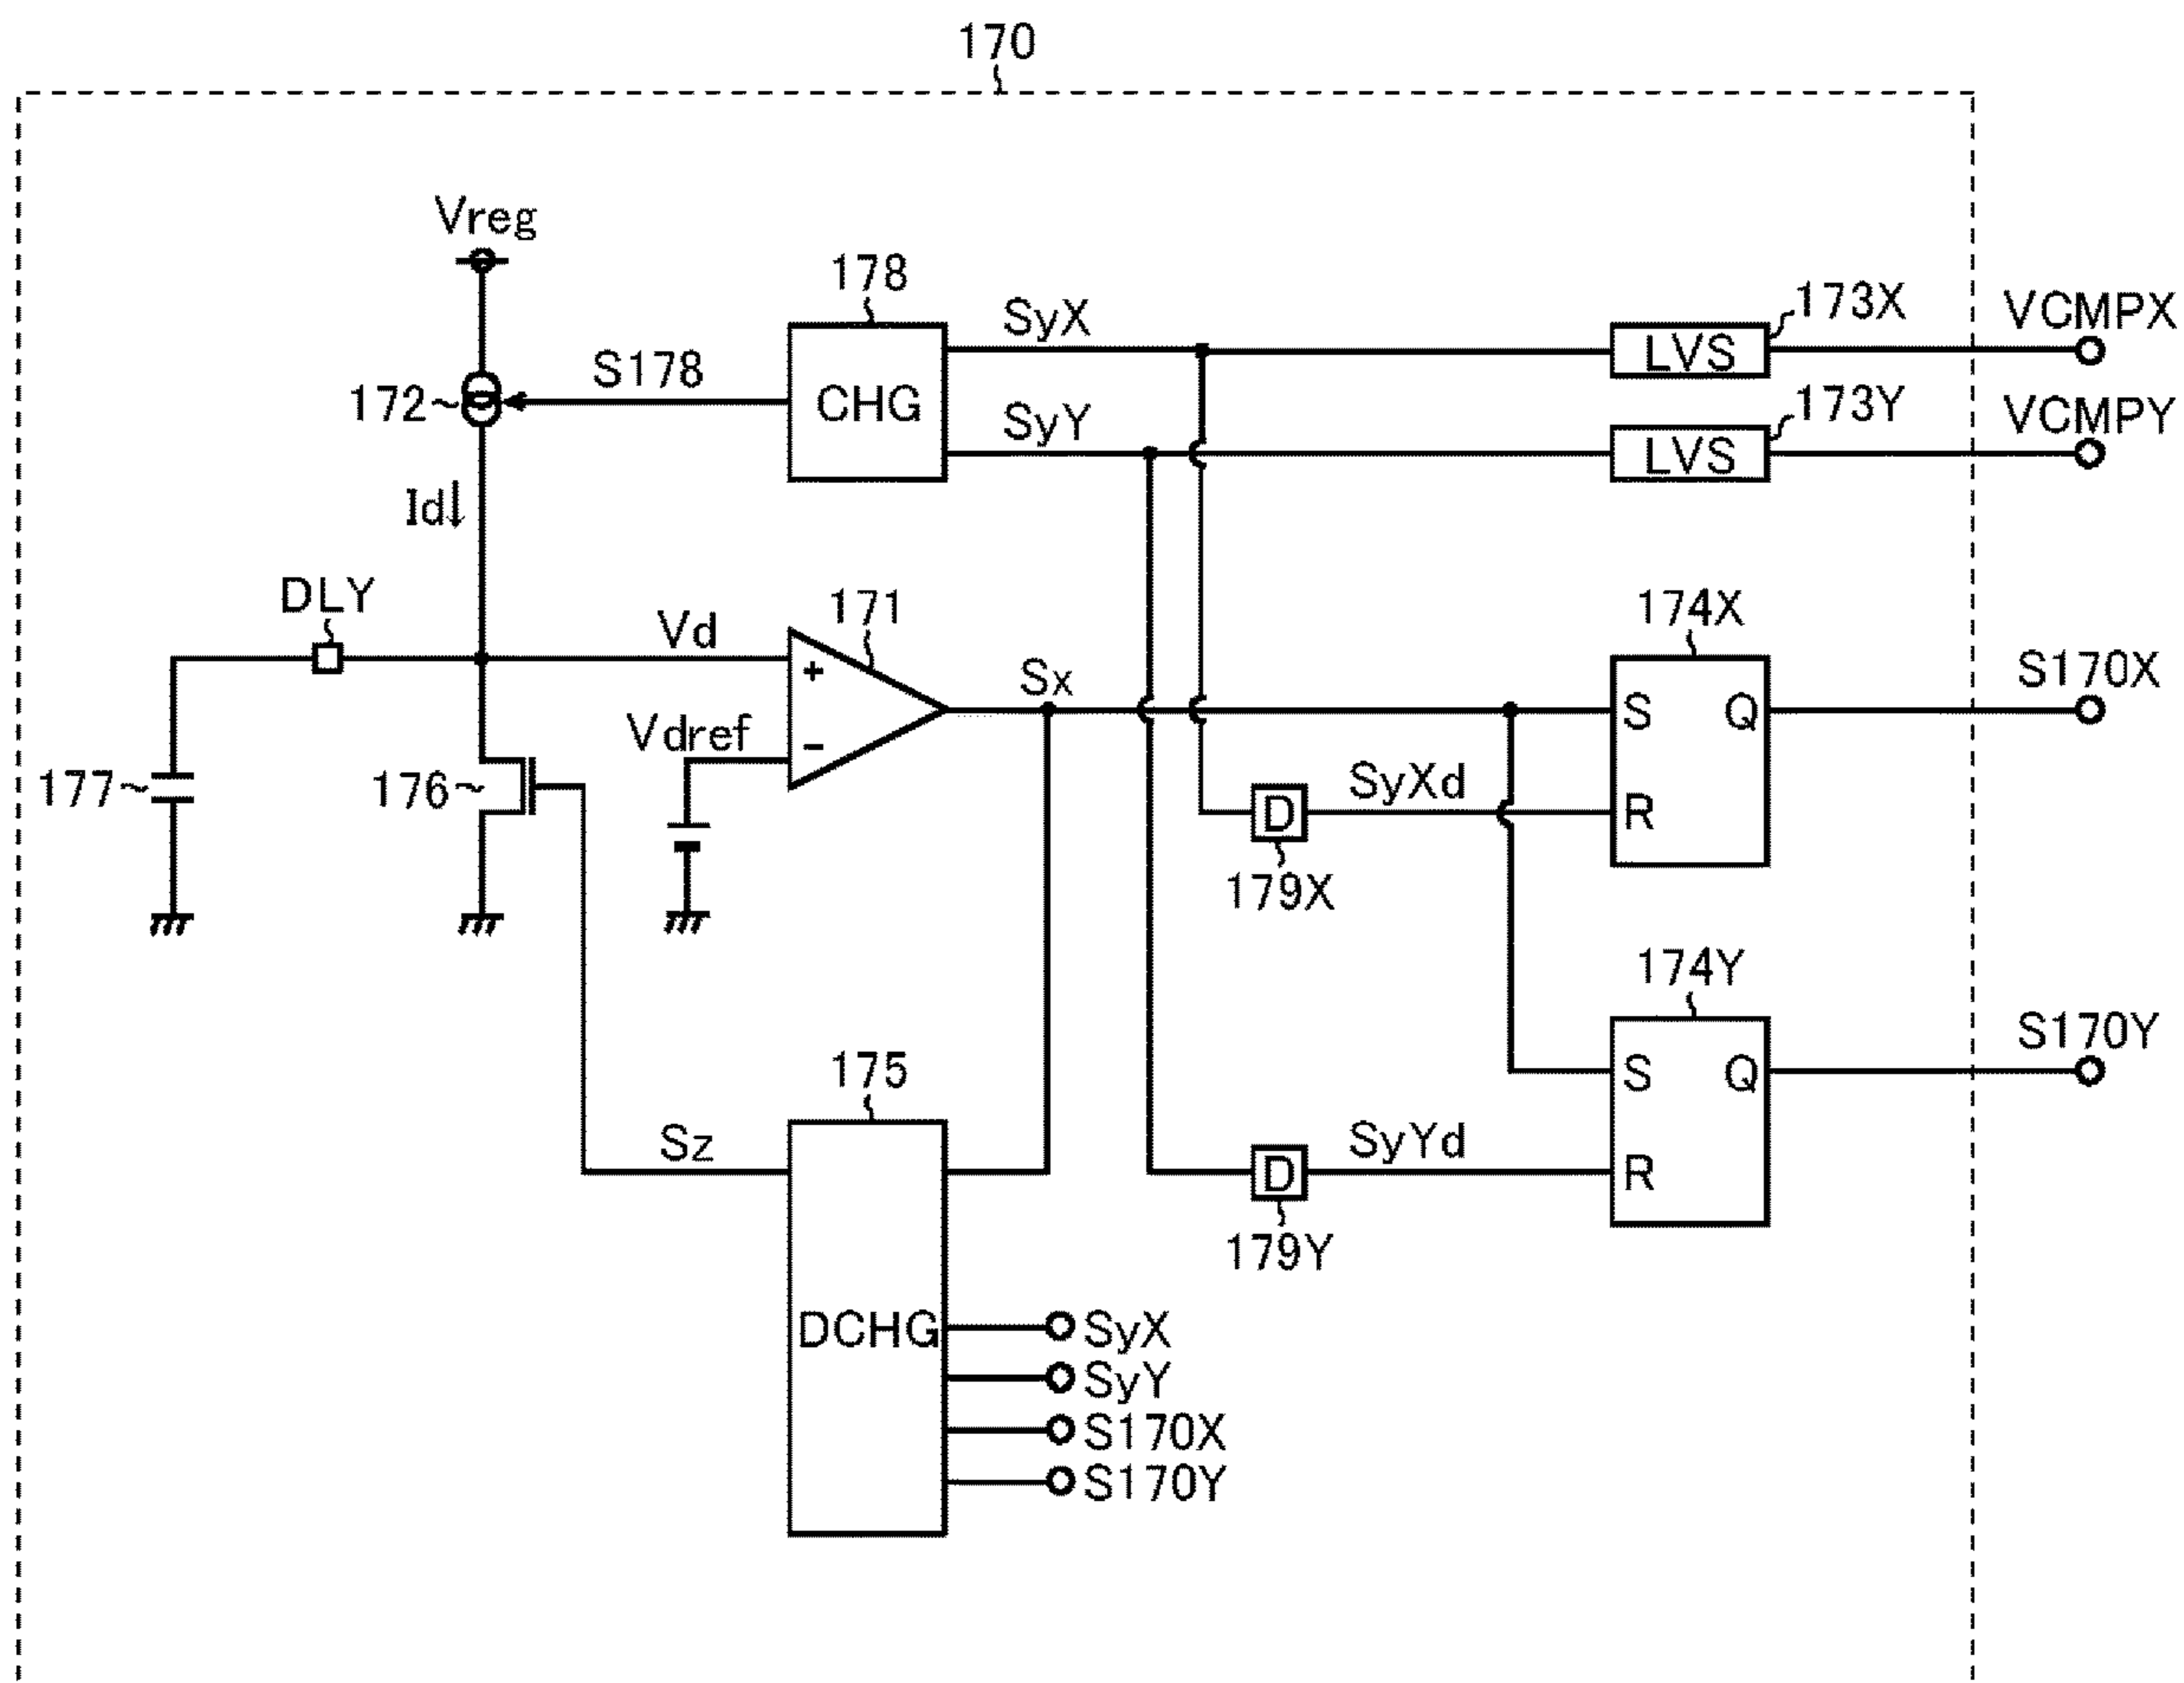 170
Vreg
178
SyX
173X
VCMPX
LVS
172~
S178
CHG
SyY
173Y
VCMPY
LVS
Id↓
DLY
Vd
171
174X
+
Sx
S170X
S
Q
Vdref
-
177~
176~
SyXd
D
R
179X
174Y
S170Y
175
S
Q
Sz
SyYd
D
R
179Y
DCHG
SyX
SyY
S170X
S170Y